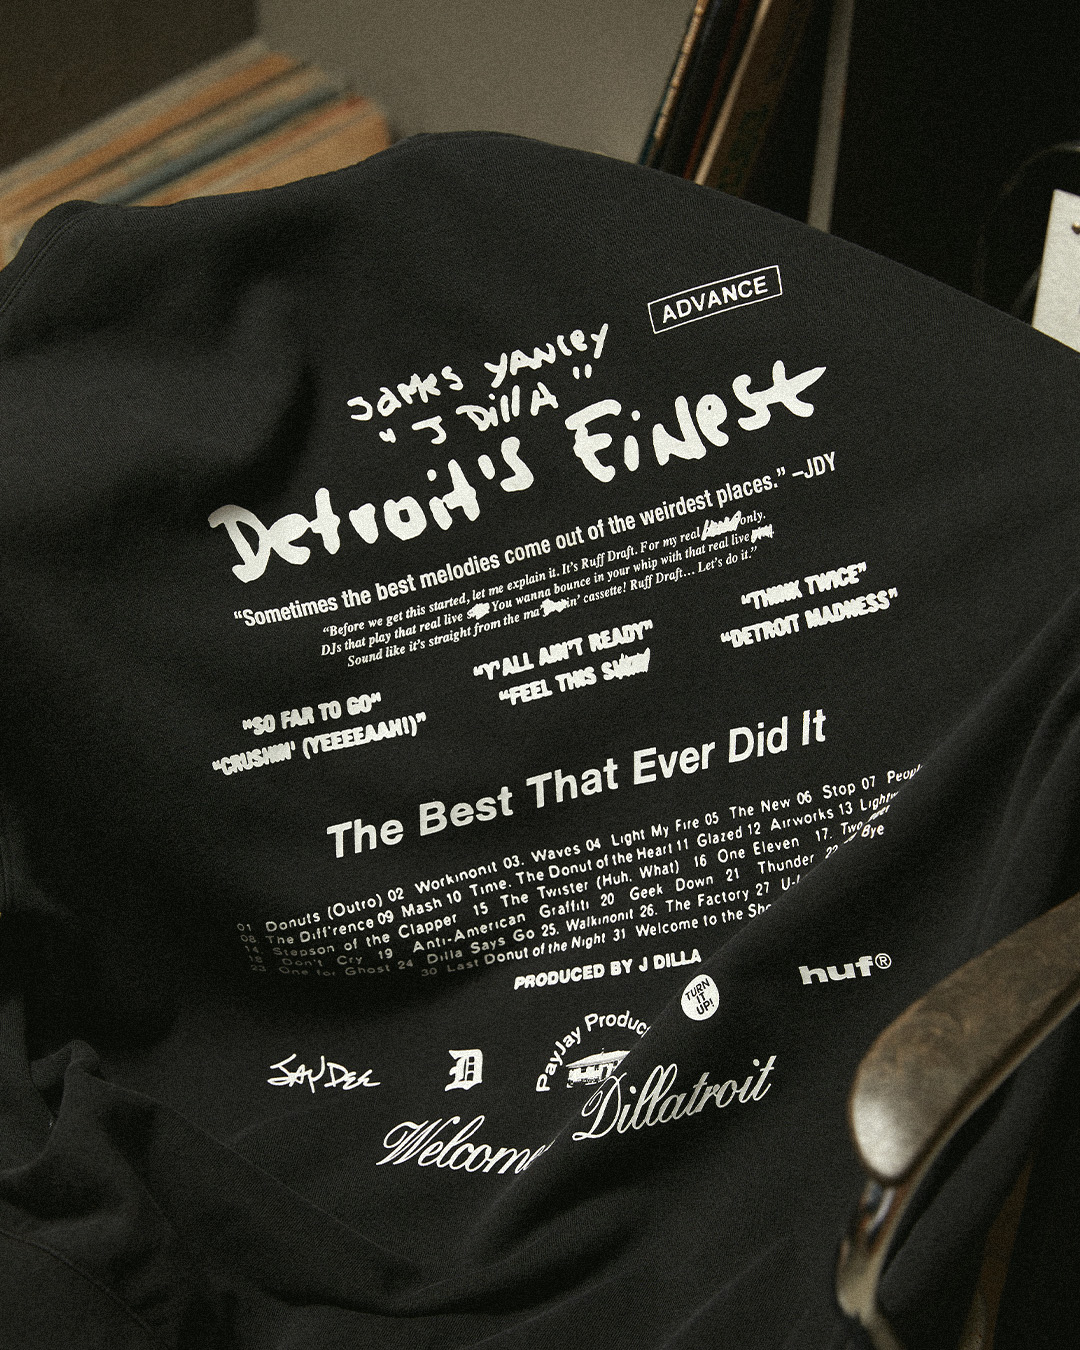 ADVANCE
James Yancey
"J Dilla"
Detroit's Finest
“Sometimes the best melodies come out of the weirdest places.” –JDY
“Before we get this started, let me explain it. It's Ruff Draft. For my real only.
DJs that play that real live You wanna bounce in your whip with that real live
Sound like it's straight from the ma' in' cassette! Ruff Draft... Let's do it.”
“THINK TWICE”
“DETROIT MADNESS”
“Y'ALL AIN'T READY”
“FEEL THIS
“SO FAR TO GO”
“CRUSHIN' (YEEEEAAH!)”
The Best That Ever Did It
01 Donuts (Outro) 02 Workinonit 03. Waves 04 Light My Fire 05 The New 06 Stop 07
08 The Diff'rence 09 Mash 10 Time. The Donut of the Heart 11 Glazed 12 Airworks 13
14 Stepson of the Clapper 15 The Twister (Huh, What) 16 One Eleven 17. Two
18 Don't Cry 19 Anti-American Graffiti 20 Geek Down 21 Thunder 22 Bye
23 One for Ghost 24 Dilla Says Go 25. Walkinonit 26. The Factory 27
30 Last Donut of the Night 31 Welcome to the
PRODUCED BY J DILLA
huf®
TURN IT UP!
Jay Dee
D
PayJay
Welcome Dillatroit